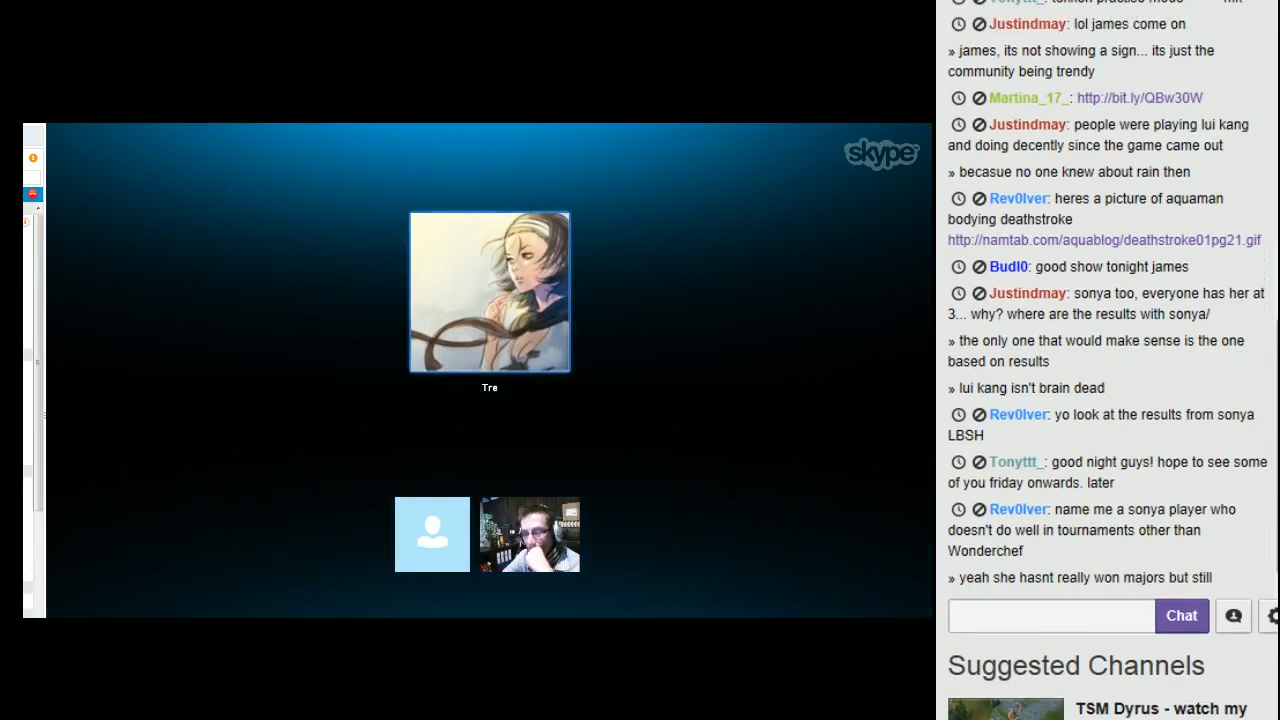 skype
Tre
Justindmay: lol james come on
» james, its not showing a sign... its just the
community being trendy
Martina_17_: http://bit.ly/QBw30W
Justindmay: people were playing lui kang
and doing decently since the game came out
» becasue no one knew about rain then
Rev0lver: heres a picture of aquaman
bodying deathstroke
http://namtab.com/aquablog/deathstroke01pg21.gif
Budl0: good show tonight james
Justindmay: sonya too, everyone has her at
3... why? where are the results with sonya/
» the only one that would make sense is the one
based on results
» lui kang isn't brain dead
Rev0lver: yo look at the results from sonya
LBSH
Tonyttt_: good night guys! hope to see some
of you friday onwards. later
Rev0lver: name me a sonya player who
doesn't do well in tournaments other than
Wonderchef
» yeah she hasnt really won majors but still
Chat
Suggested Channels
TSM Dyrus - watch my